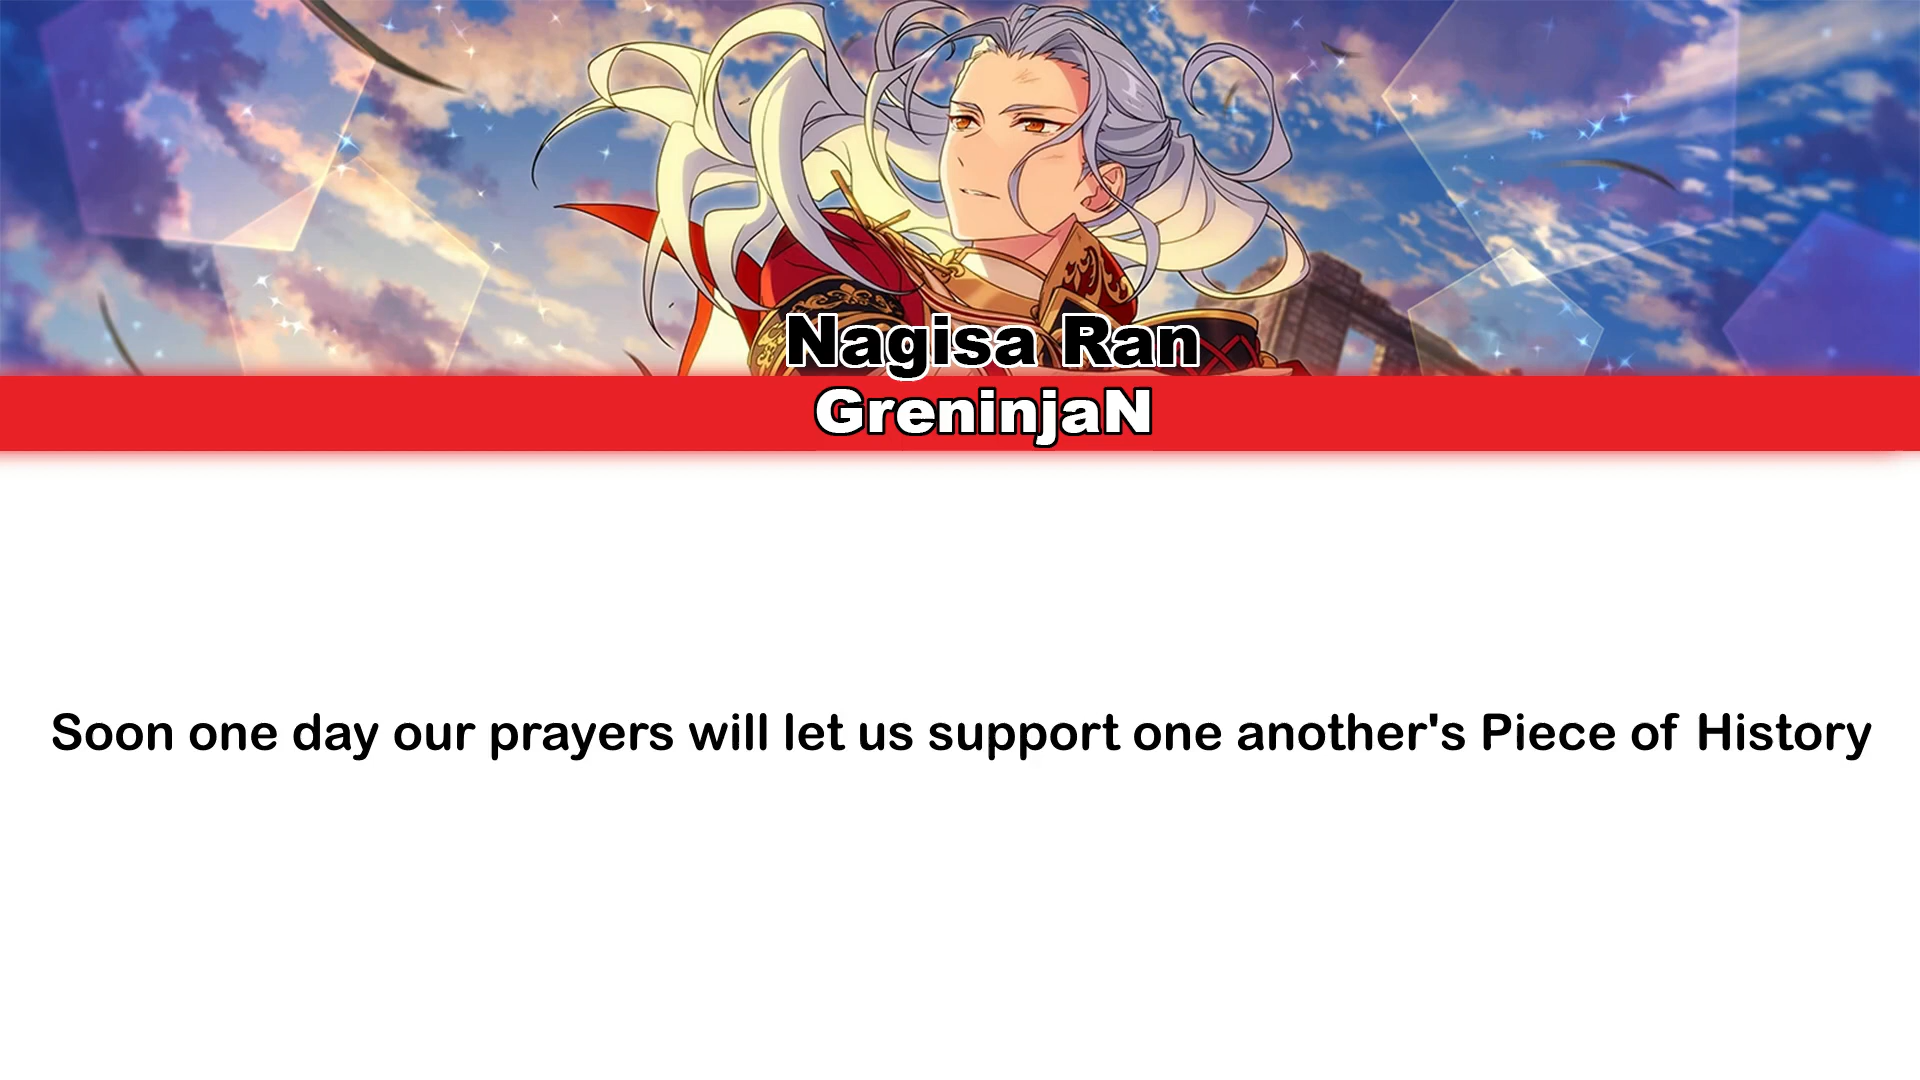 Nagisa Ran
GreninjaN
Soon one day our prayers will let us support one another's Piece of History